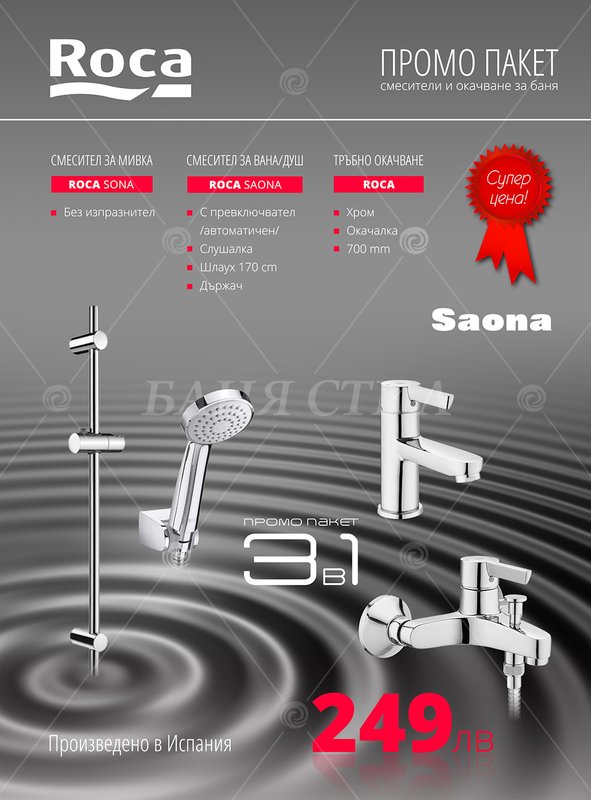 Roca
ПРОМО ПАКЕТ
смесители и окачване за баня
СМЕСИТЕЛ ЗА МИВКА
ROCA SONA
Без изпразнител
СМЕСИТЕЛ ЗА ВАНА/ДУШ
ROCA SAONA
С превключвател
/автоматичен/
Слушалка
Шлаух 170 cm
Държач
ТРЪБНО ОКАЧВАНЕ
ROCA
Хром
Окачалка
700 mm
Супер
цена!
Saona
БАНЯ СТИЛ
ПРОМО ПАКЕТ
3 в 1
Произведено в Испания
249лв